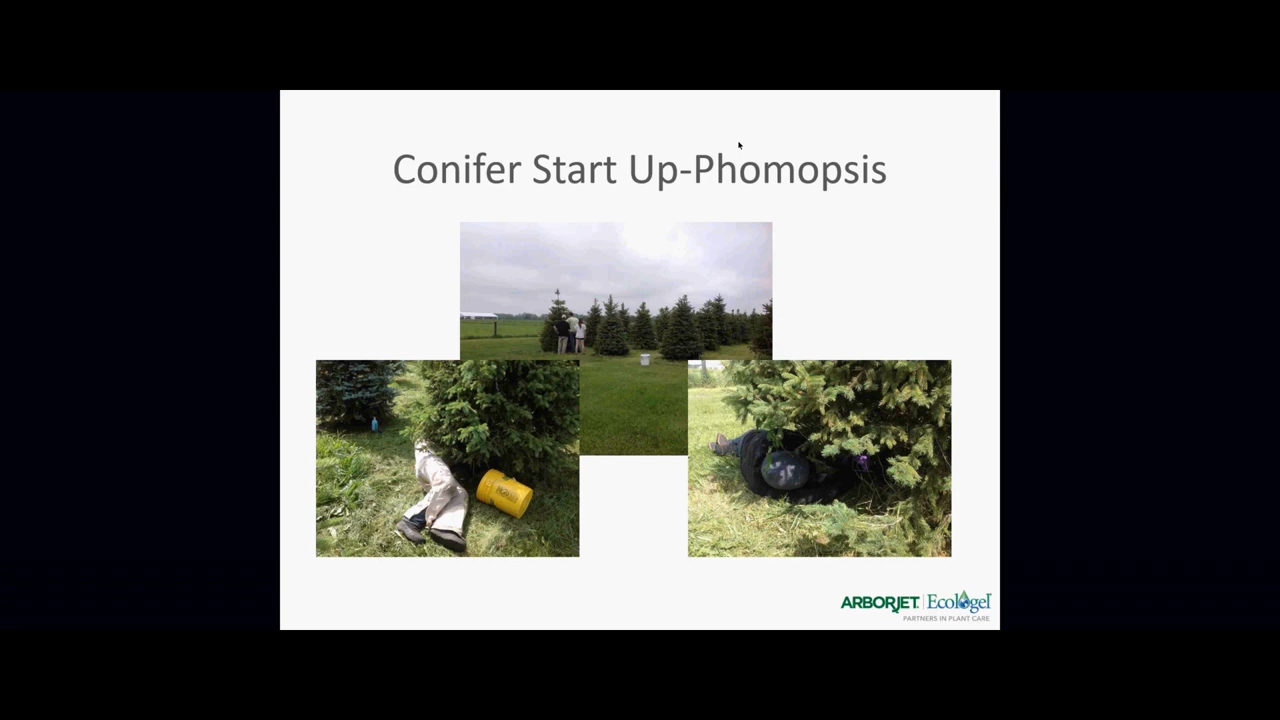 Conifer Start Up-Phomopsis
ARBORJET | Ecologel
PARTNERS IN PLANT CARE